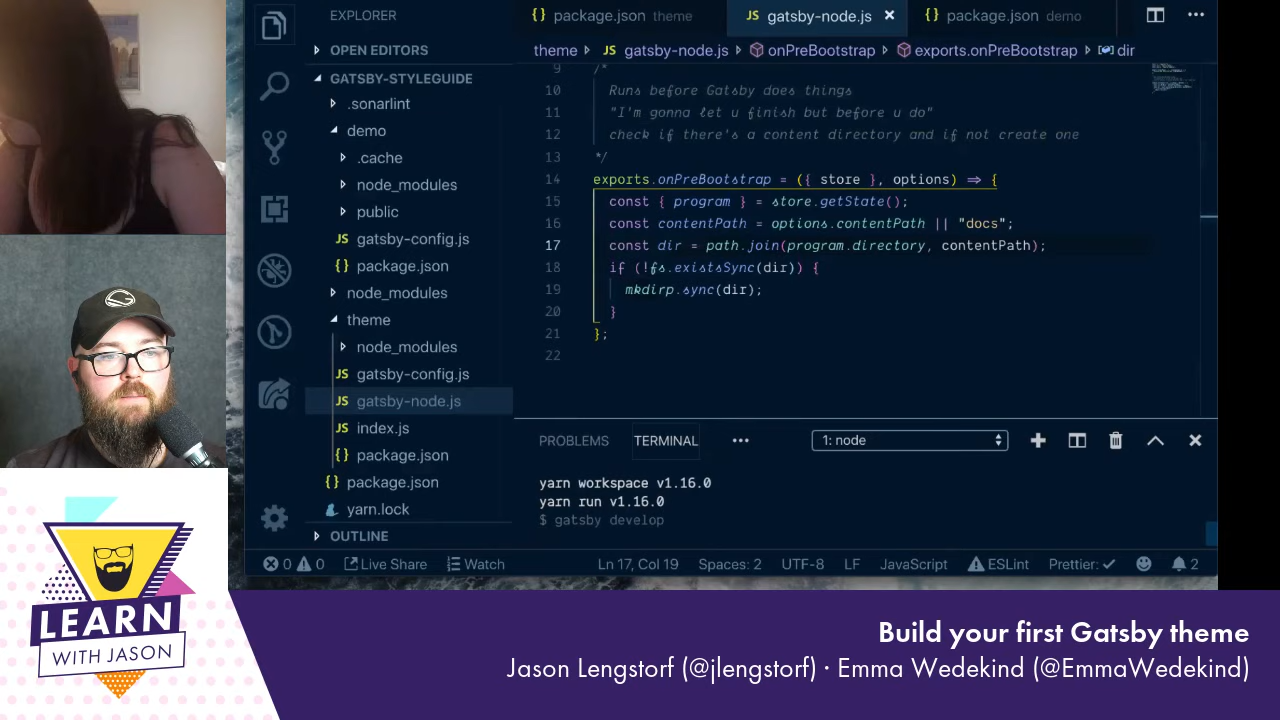 EXPLORER
OPEN EDITORS
GATSBY-STYLEGUIDE
.sonarlint
demo
.cache
node_modules
public
JS gatsby-config.js
{} package.json
node_modules
theme
node_modules
JS gatsby-config.js
JS gatsby-node.js
JS index.js
{} package.json
{} package.json
yarn.lock
OUTLINE
{} package.json theme
JS gatsby-node.js ×
{} package.json demo
theme JS gatsby-node.js onPreBootstrap exports.onPreBootstrap dir
9 /*
10 Runs before Gatsby does things
11 "I'm gonna let u finish but before u do"
12 check if there's a content directory and if not create one
13 */
14 exports.onPreBootstrap = ({ store }, options) => {
15 const { program } = store.getState();
16 const contentPath = options.contentPath || "docs";
17 const dir = path.join(program.directory, contentPath);
18 if (!fs.existsSync(dir)) {
19 mkdirp.sync(dir);
20 }
21 };
22
PROBLEMS TERMINAL ••• 1: node
yarn workspace v1.16.0
yarn run v1.16.0
$ gatsby develop
0 0 Live Share Watch Ln 17, Col 19 Spaces: 2 UTF-8 LF JavaScript ESLint Prettier: ✓ 2
LEARN
WITH JASON
Build your first Gatsby theme
Jason Lengstorf (@jlengstorf) · Emma Wedekind (@EmmaWedekind)